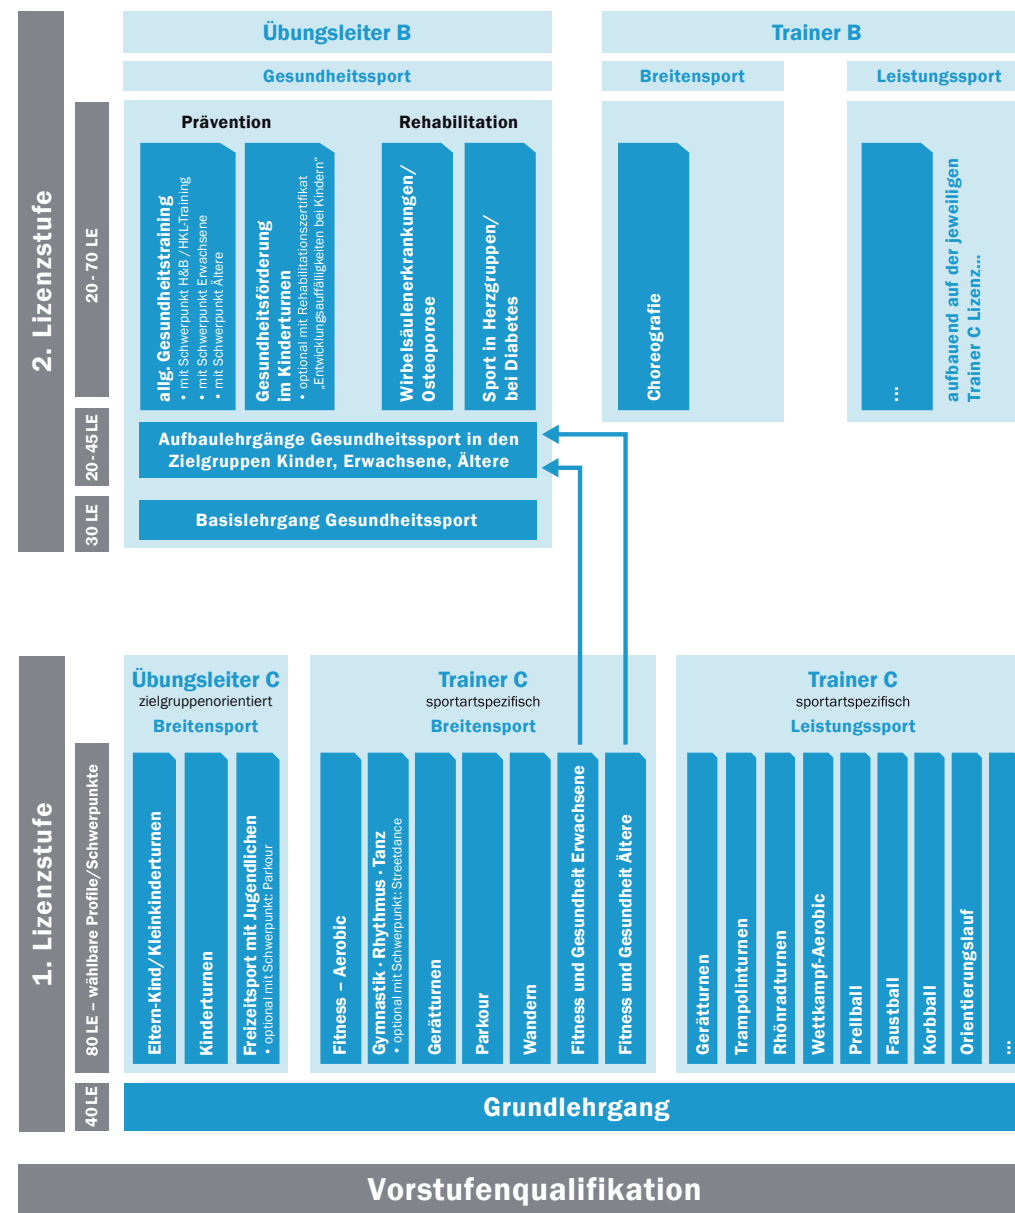 Übungsleiter B
Trainer B
Gesundheitssport
Breitensport
Leistungssport
2. Lizenzstufe
20 - 70 LE
Prävention
Rehabilitation
allg. Gesundheitstraining
• mit Schwerpunkt H&B / HKL-Training
• mit Schwerpunkt Erwachsene
• mit Schwerpunkt Ältere
Gesundheitsförderung
im Kinderturnen
• optional mit Rehabilitationszertifikat
„Entwicklungsauffälligkeiten bei Kindern“
Wirbelsäulenerkrankungen/
Osteoporose
Sport in Herzgruppen/
bei Diabetes
Choreografie
...
aufbauend auf der jeweiligen
Trainer C Lizenz...
20-45 LE
Aufbaulehrgänge Gesundheitssport in den
Zielgruppen Kinder, Erwachsene, Ältere
30 LE
Basislehrgang Gesundheitssport
1. Lizenzstufe
Übungsleiter C
zielgruppenorientiert
Breitensport
Trainer C
sportartspezifisch
Breitensport
Trainer C
sportartspezifisch
Leistungssport
80 LE – wählbare Profile/Schwerpunkte
Eltern-Kind/ Kleinkinderturnen
Kinderturnen
Freizeitsport mit Jugendlichen
• optional mit Schwerpunkt: Parkour
Fitness – Aerobic
Gymnastik · Rhythmus · Tanz
• optional mit Schwerpunkt: Streetdance
Gerätturnen
Parkour
Wandern
Fitness und Gesundheit Erwachsene
Fitness und Gesundheit Ältere
Gerätturnen
Trampolinturnen
Rhönradturnen
Wettkampf-Aerobic
Prellball
Faustball
Korbball
Orientierungslauf
...
40 LE
Grundlehrgang
Vorstufenqualifikation